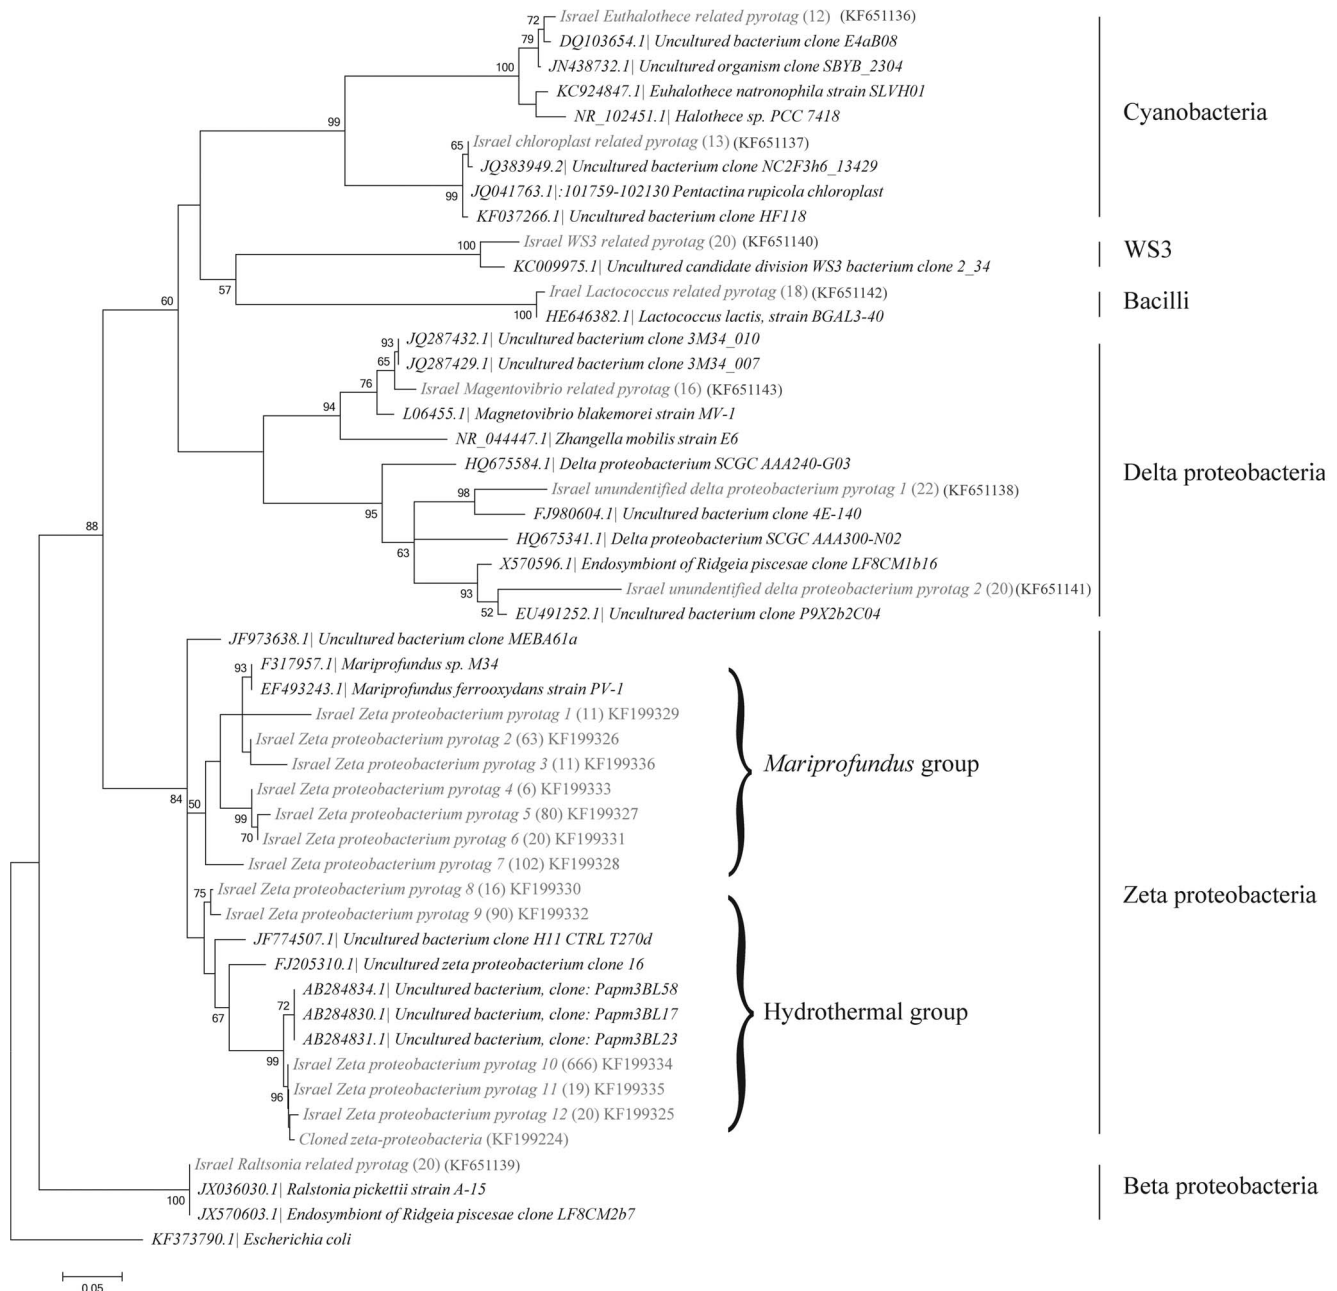 Israel Euthalothece related pyrotag (12) (KF651136)
DQ103654.1| Uncultured bacterium clone E4aB08
JN438732.1| Uncultured organism clone SBYB_2304
KC924847.1| Euhalothece natronophila strain SLVH01
NR_102451.1| Halothece sp. PCC 7418
Israel chloroplast related pyrotag (13) (KF651137)
JQ383949.2| Uncultured bacterium clone NC2F3h6_13429
JQ041763.1|:101759-102130 Pentactina rupicola chloroplast
KF037266.1| Uncultured bacterium clone HF118
Cyanobacteria
Israel WS3 related pyrotag (20) (KF651140)
KC009975.1| Uncultured candidate division WS3 bacterium clone 2_34
WS3
Irael Lactococcus related pyrotag (18) (KF651142)
HE646382.1| Lactococcus lactis, strain BGAL3-40
Bacilli
JQ287432.1| Uncultured bacterium clone 3M34_010
JQ287429.1| Uncultured bacterium clone 3M34_007
Israel Magentovibrio related pyrotag (16) (KF651143)
L06455.1| Magnetovibrio blakemorei strain MV-1
NR_044447.1| Zhangella mobilis strain E6
HQ675584.1| Delta proteobacterium SCGC AAA240-G03
Israel unundentified delta proteobacterium pyrotag 1 (22) (KF651138)
FJ980604.1| Uncultured bacterium clone 4E-140
HQ675341.1| Delta proteobacterium SCGC AAA300-N02
X570596.1| Endosymbiont of Ridgeia piscesae clone LF8CM1b16
Israel unundentified delta proteobacterium pyrotag 2 (20) (KF651141)
EU491252.1| Uncultured bacterium clone P9X2b2C04
Delta proteobacteria
JF973638.1| Uncultured bacterium clone MEBA61a
F317957.1| Mariprofundus sp. M34
EF493243.1| Mariprofundus ferrooxydans strain PV-1
Israel Zeta proteobacterium pyrotag 1 (11) KF199329
Israel Zeta proteobacterium pyrotag 2 (63) KF199326
Israel Zeta proteobacterium pyrotag 3 (11) KF199336
Israel Zeta proteobacterium pyrotag 4 (6) KF199333
Israel Zeta proteobacterium pyrotag 5 (80) KF199327
Israel Zeta proteobacterium pyrotag 6 (20) KF199331
Israel Zeta proteobacterium pyrotag 7 (102) KF199328
Mariprofundus group
Israel Zeta proteobacterium pyrotag 8 (16) KF199330
Israel Zeta proteobacterium pyrotag 9 (90) KF199332
JF774507.1| Uncultured bacterium clone H11 CTRL T270d
FJ205310.1| Uncultured zeta proteobacterium clone 16
AB284834.1| Uncultured bacterium, clone: Papm3BL58
AB284830.1| Uncultured bacterium, clone: Papm3BL17
AB284831.1| Uncultured bacterium, clone: Papm3BL23
Israel Zeta proteobacterium pyrotag 10 (666) KF199334
Israel Zeta proteobacterium pyrotag 11 (19) KF199335
Israel Zeta proteobacterium pyrotag 12 (20) KF199325
Cloned zeta-proteobacteria (KF199224)
Hydrothermal group
Zeta proteobacteria
Israel Raltsonia related pyrotag (20) (KF651139)
JX036030.1| Ralstonia pickettii strain A-15
JX570603.1| Endosymbiont of Ridgeia piscesae clone LF8CM2b7
Beta proteobacteria
KF373790.1| Escherichia coli
72
79
100
99
65
99
100
57
100
60
93
65
76
94
98
95
63
93
52
88
93
84
50
99
70
75
67
72
99
96
100
0.05